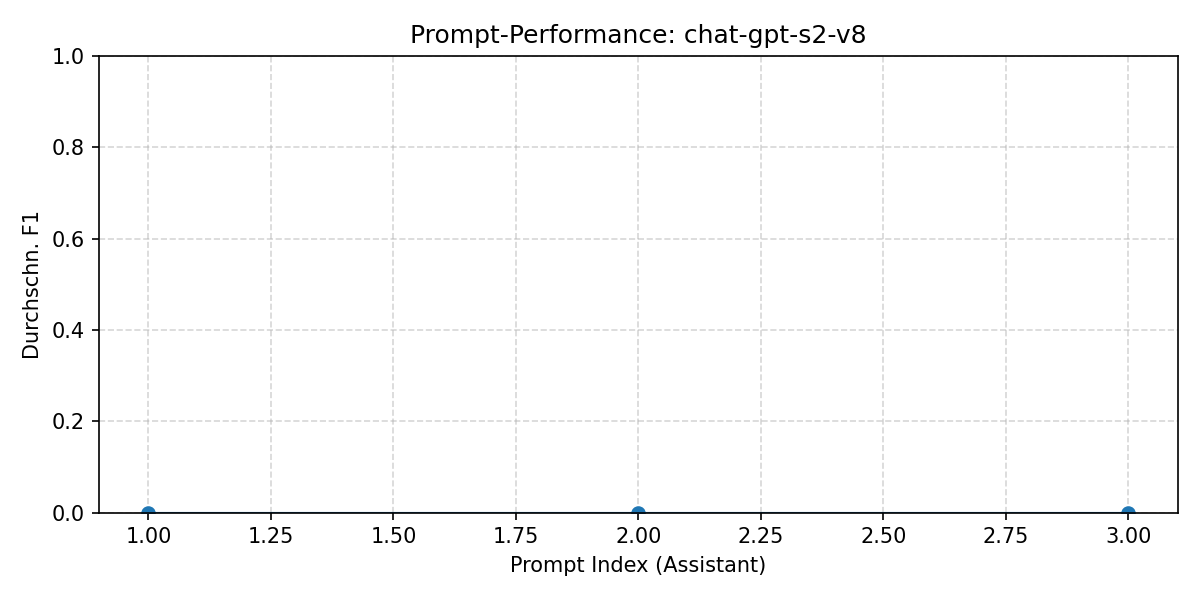 Prompt-Performance: chat-gpt-s2-v8
1.0
0.8
0.6
0.4
0.2
0.0
Durchschn. F1
1.00 1.25 1.50 1.75 2.00 2.25 2.50 2.75 3.00
Prompt Index (Assistant)